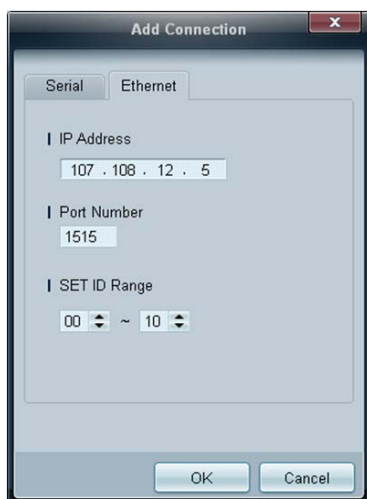 Add Connection
x
Serial Ethernet
IP Address
107 . 108 . 12 . 5
Port Number
1515
SET ID Range
00 ~ 10
OK Cancel